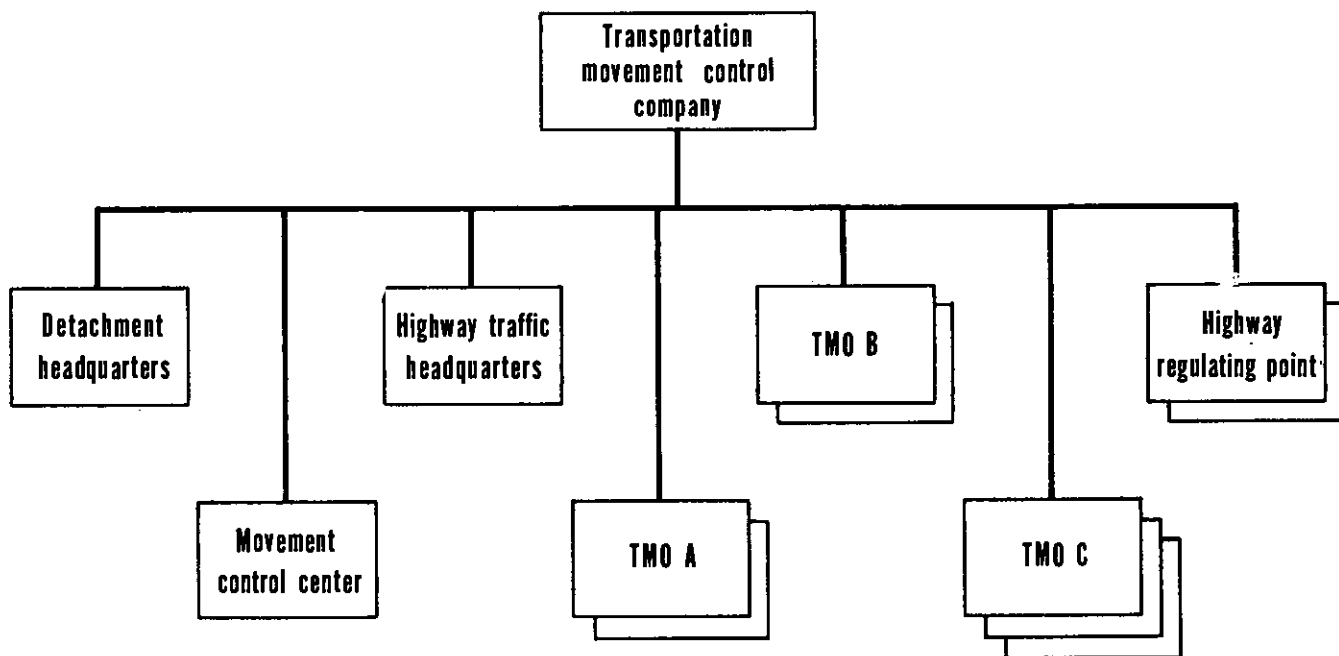 Transportation
movement control
company
Detachment
headquarters
Highway traffic
headquarters
TMO B
Highway
regulating point
Movement
control center
TMO A
TMO C